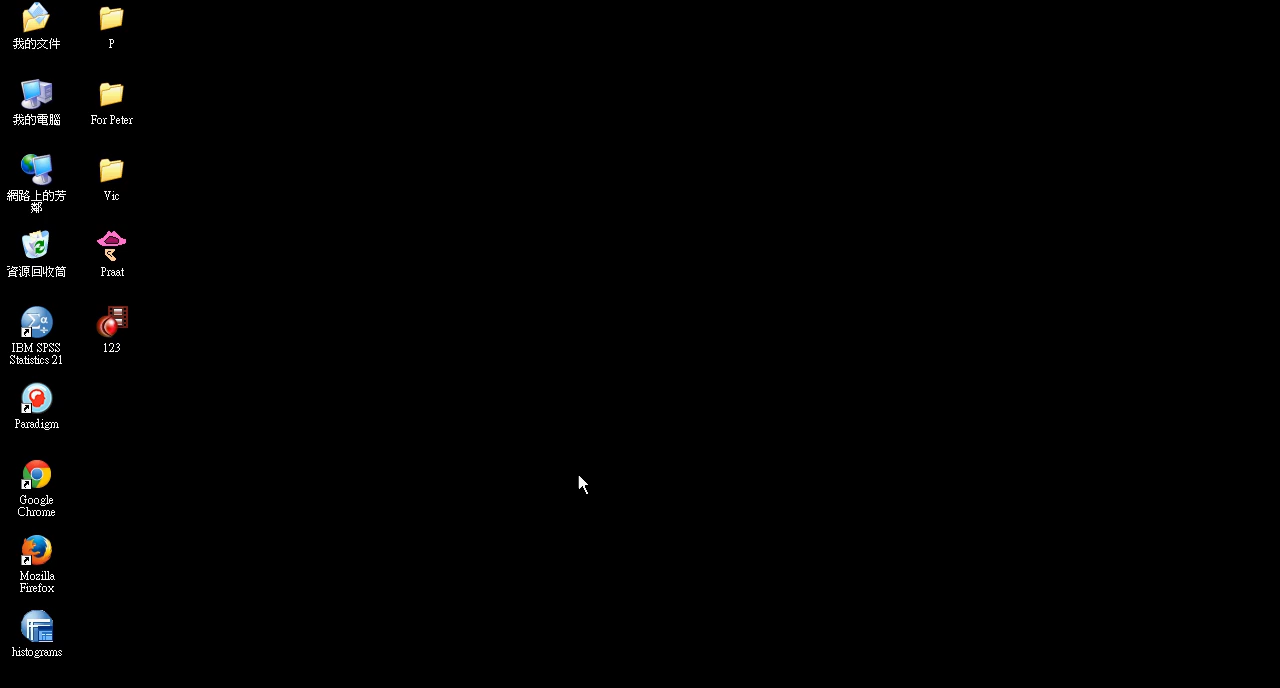 我的文件
我的電腦
網路上的芳
鄰
資源回收筒
IBM SPSS
Statistics 21
Paradigm
Google
Chrome
Mozilla
Firefox
histograms
P
For Peter
Vic
Praat
123